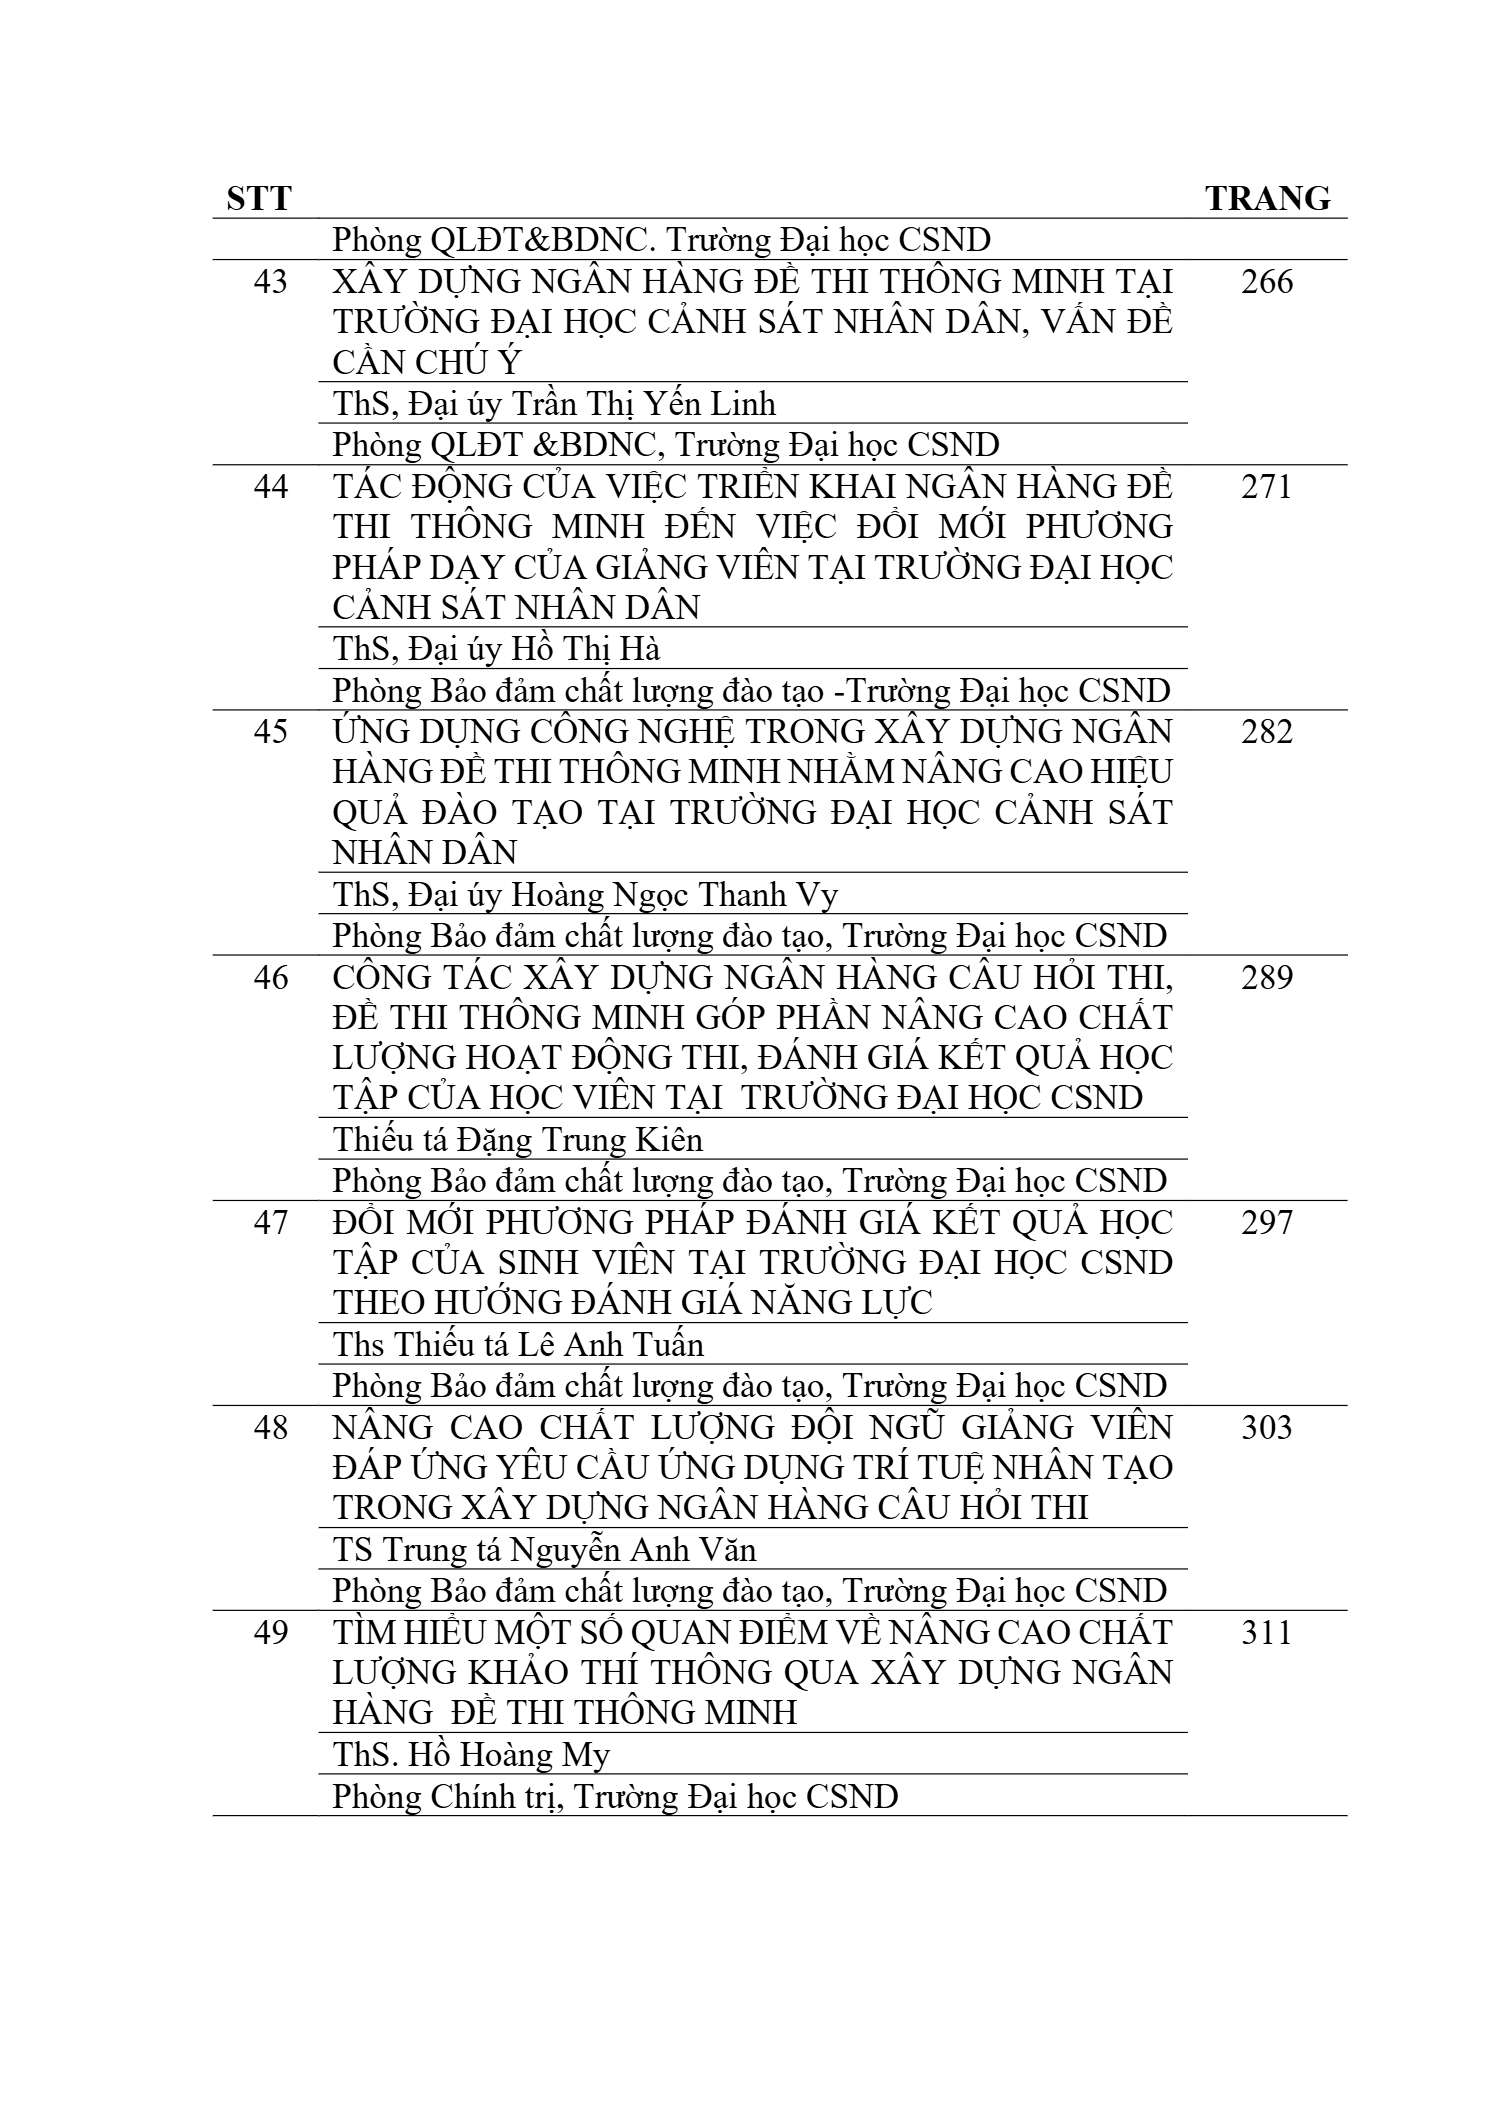 STT TRANG
Phòng QLĐT&BDNC. Trường Đại học CSND
43 XÂY DỰNG NGÂN HÀNG ĐỀ THI THÔNG MINH TẠI 266
TRƯỜNG ĐẠI HỌC CẢNH SÁT NHÂN DÂN, VẤN ĐỀ
CẦN CHÚ Ý
ThS, Đại úy Trần Thị Yến Linh
Phòng QLĐT &BDNC, Trường Đại học CSND
44 TÁC ĐỘNG CỦA VIỆC TRIỂN KHAI NGÂN HÀNG ĐỀ 271
THI THÔNG MINH ĐẾN VIỆC ĐỔI MỚI PHƯƠNG
PHÁP DẠY CỦA GIẢNG VIÊN TẠI TRƯỜNG ĐẠI HỌC
CẢNH SÁT NHÂN DÂN
ThS, Đại úy Hồ Thị Hà
Phòng Bảo đảm chất lượng đào tạo -Trường Đại học CSND
45 ỨNG DỤNG CÔNG NGHỆ TRONG XÂY DỰNG NGÂN 282
HÀNG ĐỀ THI THÔNG MINH NHẰM NÂNG CAO HIỆU
QUẢ ĐÀO TẠO TẠI TRƯỜNG ĐẠI HỌC CẢNH SÁT
NHÂN DÂN
ThS, Đại úy Hoàng Ngọc Thanh Vy
Phòng Bảo đảm chất lượng đào tạo, Trường Đại học CSND
46 CÔNG TÁC XÂY DỰNG NGÂN HÀNG CÂU HỎI THI, 289
ĐỀ THI THÔNG MINH GÓP PHẦN NÂNG CAO CHẤT
LƯỢNG HOẠT ĐỘNG THI, ĐÁNH GIÁ KẾT QUẢ HỌC
TẬP CỦA HỌC VIÊN TẠI  TRƯỜNG ĐẠI HỌC CSND
Thiếu tá Đặng Trung Kiên
Phòng Bảo đảm chất lượng đào tạo, Trường Đại học CSND
47 ĐỔI MỚI PHƯƠNG PHÁP ĐÁNH GIÁ KẾT QUẢ HỌC 297
TẬP CỦA SINH VIÊN TẠI TRƯỜNG ĐẠI HỌC CSND
THEO HƯỚNG ĐÁNH GIÁ NĂNG LỰC
Ths Thiếu tá Lê Anh Tuấn
Phòng Bảo đảm chất lượng đào tạo, Trường Đại học CSND
48 NÂNG CAO CHẤT LƯỢNG ĐỘI NGŨ GIẢNG VIÊN 303
ĐÁP ỨNG YÊU CẦU ỨNG DỤNG TRÍ TUỆ NHÂN TẠO
TRONG XÂY DỰNG NGÂN HÀNG CÂU HỎI THI
TS Trung tá Nguyễn Anh Văn
Phòng Bảo đảm chất lượng đào tạo, Trường Đại học CSND
49 TÌM HIỂU MỘT SỐ QUAN ĐIỂM VỀ NÂNG CAO CHẤT 311
LƯỢNG KHẢO THÍ THÔNG QUA XÂY DỰNG NGÂN
HÀNG  ĐỀ THI THÔNG MINH
ThS. Hồ Hoàng My
Phòng Chính trị, Trường Đại học CSND